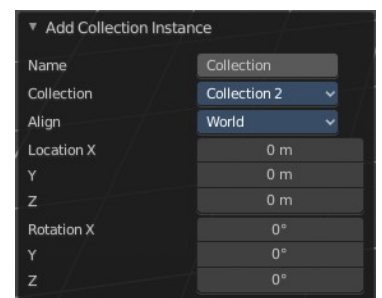 Add Collection Instance
Name Collection
Collection Collection 2
Align World
Location X 0 m
Y 0 m
Z 0 m
Rotation X 0°
Y 0°
Z 0°